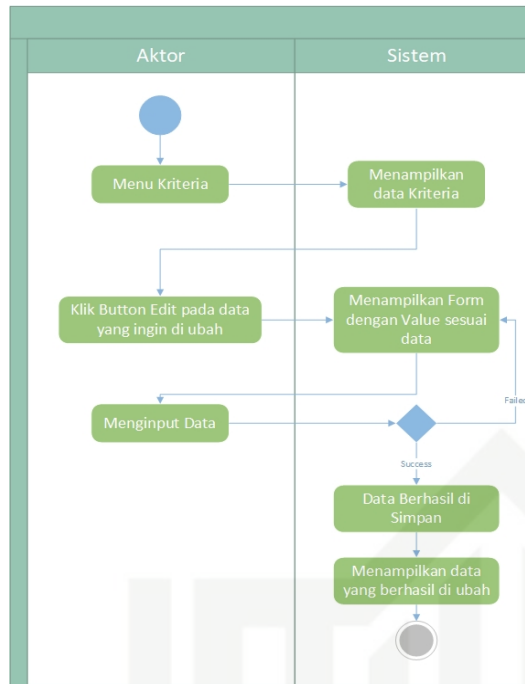 Aktor
Sistem
Menu Kriteria
Menampilkan
data Kriteria
Klik Button Edit pada data
yang ingin di ubah
Menampilkan Form
dengan Value sesuai
data
Menginput Data
Failed
Success
Data Berhasil di
Simpan
Menampilkan data
yang berhasil di ubah